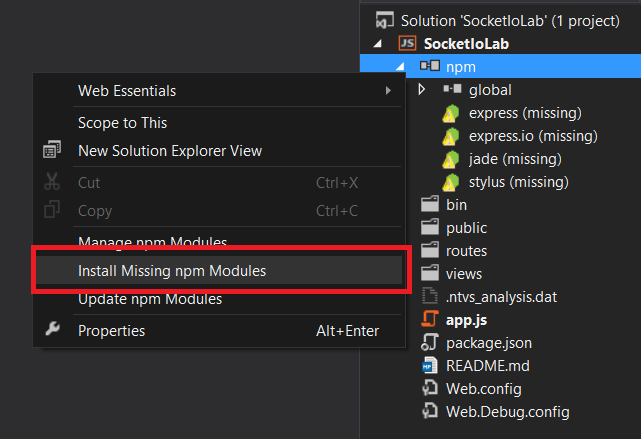 Solution 'SocketIoLab' (1 project)
JS SocketIoLab
npm
global
express (missing)
express.io (missing)
jade (missing)
stylus (missing)
bin
public
routes
views
.ntvs_analysis.dat
app.js
package.json
README.md
Web.config
Web.Debug.config
Web Essentials
Scope to This
New Solution Explorer View
Cut Ctrl+X
Copy Ctrl+C
Manage npm Modules
Install Missing npm Modules
Update npm Modules
Properties Alt+Enter